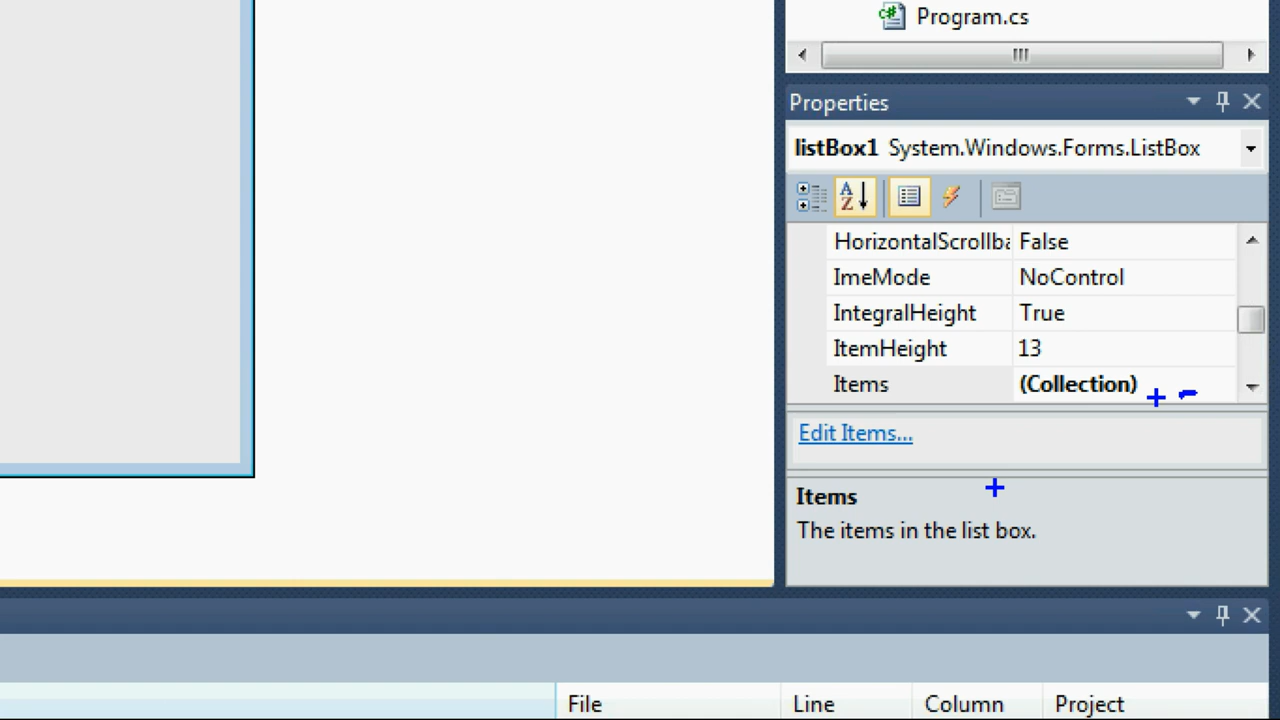 Program.cs
Properties
listBox1 System.Windows.Forms.ListBox
HorizontalScrollba False
ImeMode NoControl
IntegralHeight True
ItemHeight 13
Items (Collection)
Edit Items...
Items
The items in the list box.
File Line Column Project